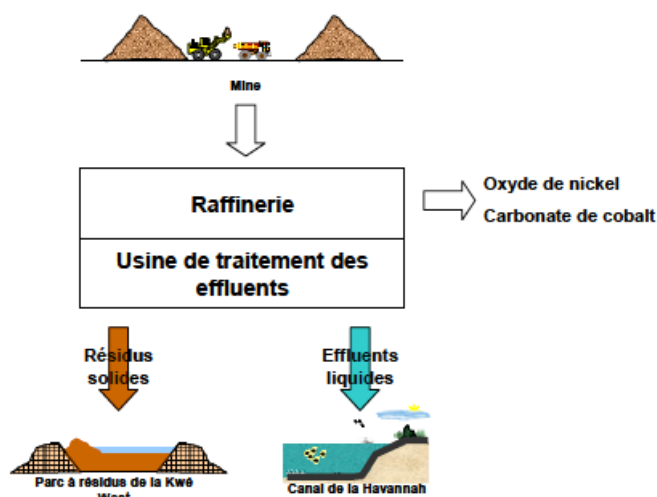 Mine
Raffinerie
Oxyde de nickel
Carbonate de cobalt
Usine de traitement des
effluents
Résidus
solides
Effluents
liquides
Parc à résidus de la Kwé
West
Canal de la Havannah